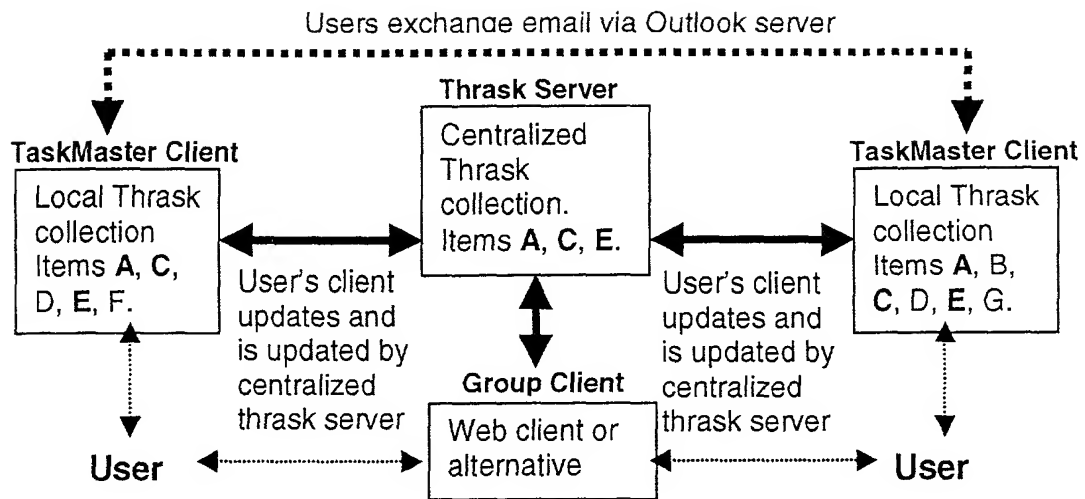 Users exchange email via Outlook server
Thrask Server
Centralized
Thrask
collection.
Items A, C, E.
TaskMaster Client
Local Thrask
collection
Items A, C,
D, E, F.
TaskMaster Client
Local Thrask
collection
Items A, B,
C, D, E, G.
User's client
updates and
is updated by
centralized
thrask server
User's client
updates and
is updated by
centralized
thrask server
Group Client
Web client or
alternative
User
User